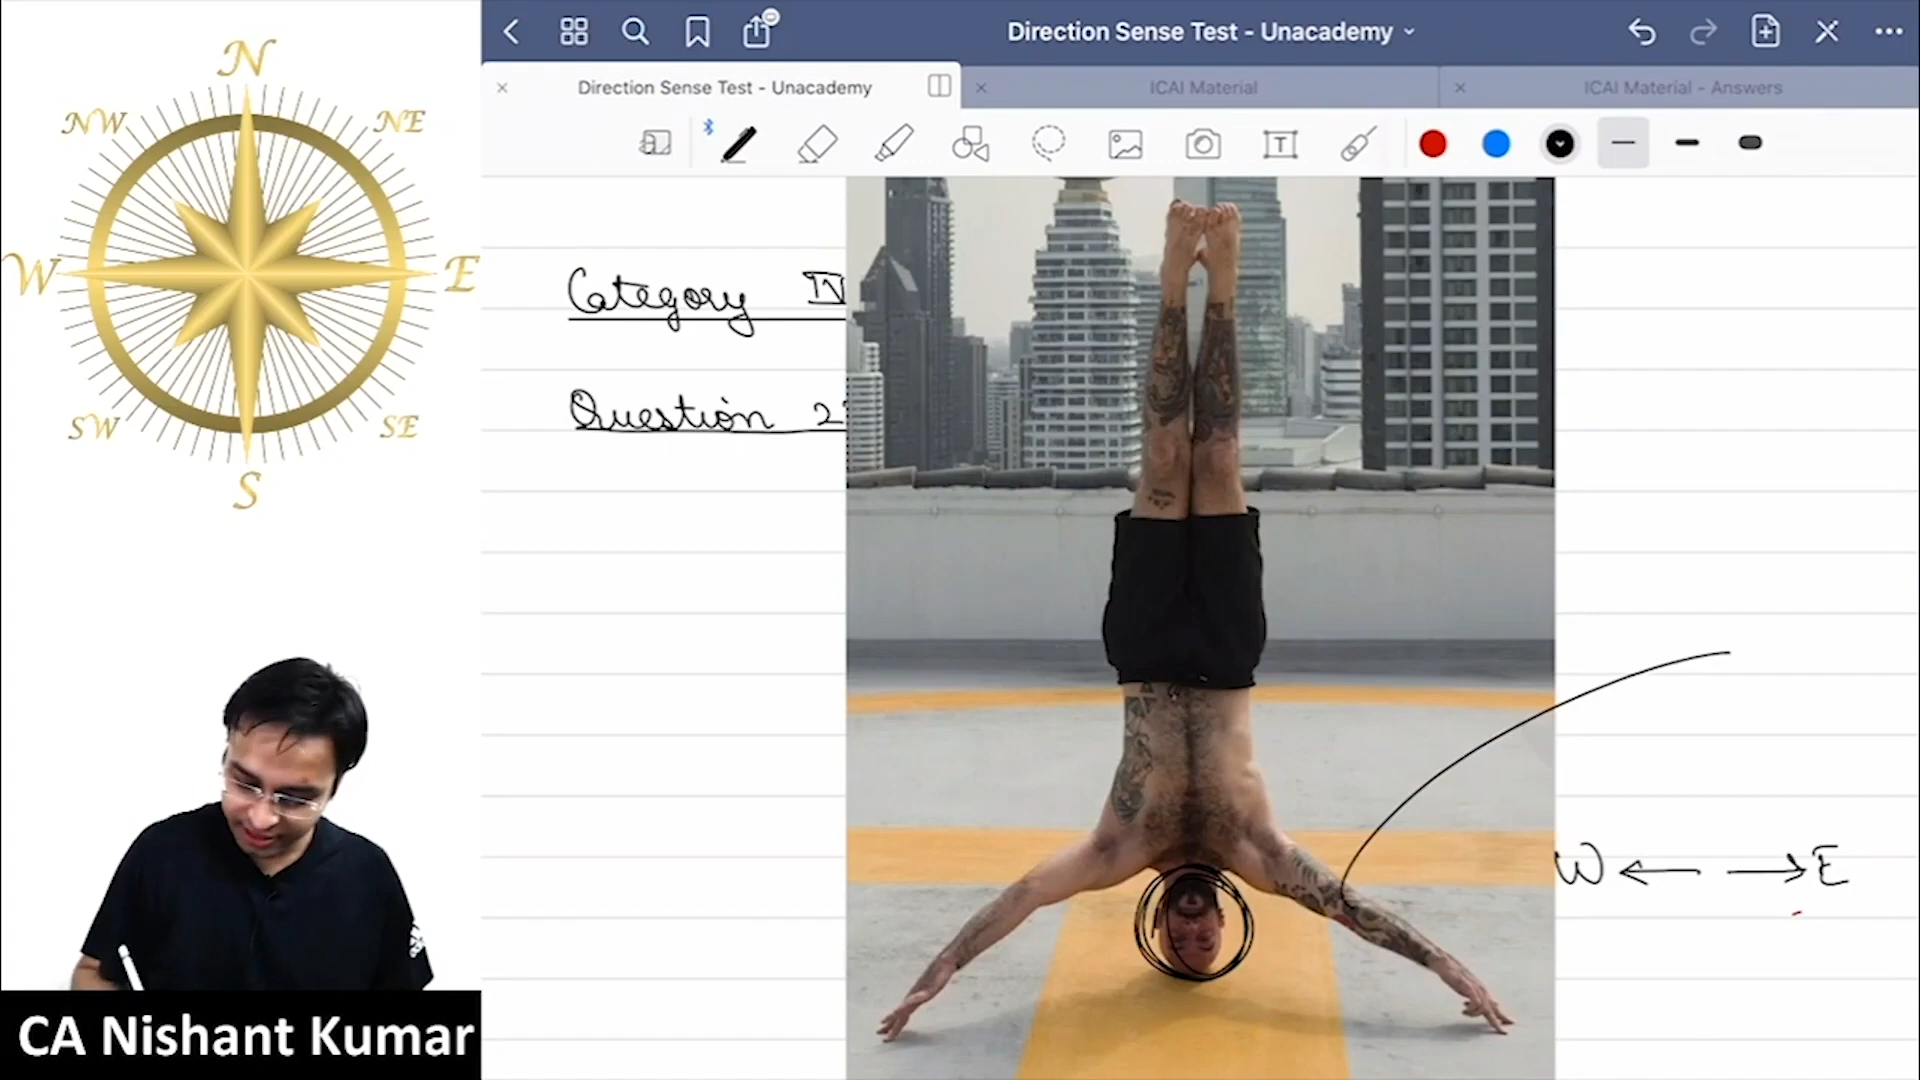 N
NW
NE
W
E
SW
SE
S
CA Nishant Kumar
Direction Sense Test - Unacademy
Direction Sense Test - Unacademy
ICAI Material
ICAI Material - Answers
T
Category IV
Question
W ← → E